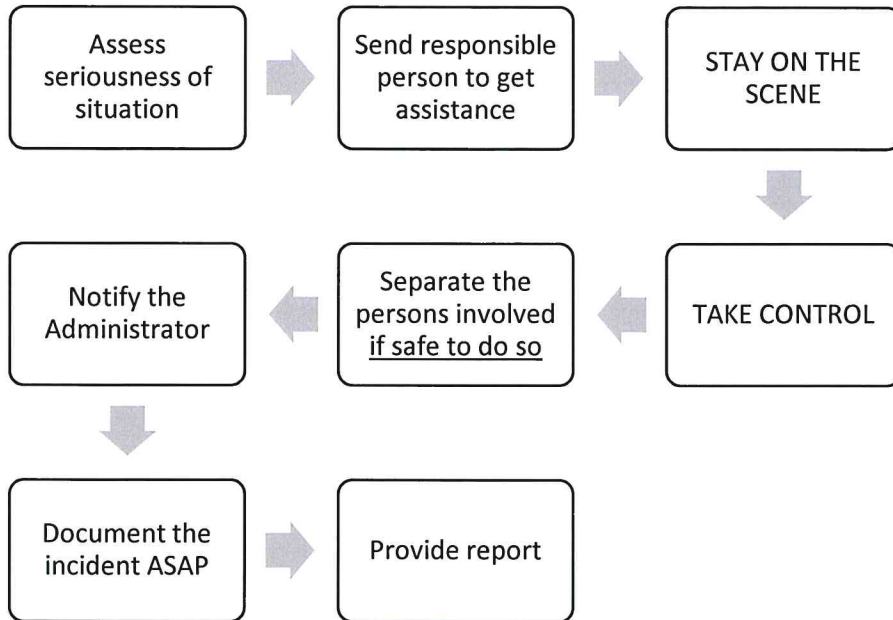 Assess
seriousness of
situation
Send responsible
person to get
assistance
STAY ON THE
SCENE
TAKE CONTROL
Separate the
persons involved
if safe to do so
Notify the
Administrator
Document the
incident ASAP
Provide report